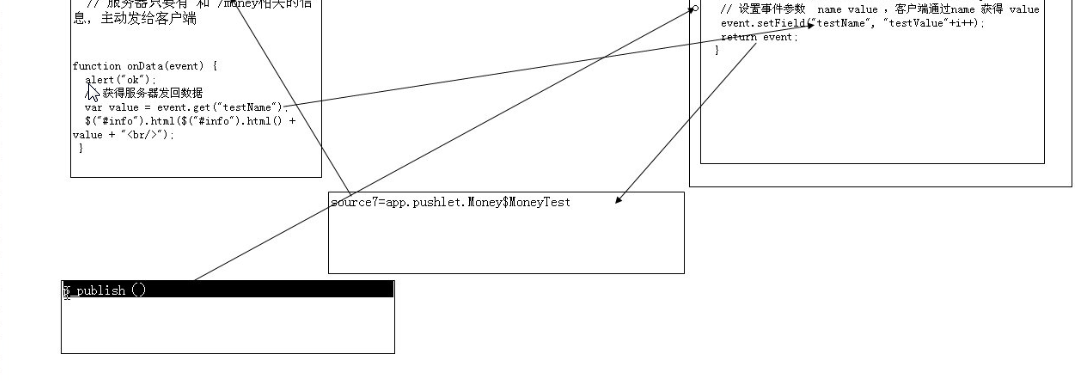 // 服务器只要有 和 /money相关的信
息，主动发给客户端
function onData(event) {
alert("ok");
获得服务器发回数据
var value = event.get("testName");
$("#info").html($("#info").html() +
value + "<br/>");
}
// 设置事件参数 name value ，客户端通过name 获得 value
event.setField("testName", "testValue"+i++);
return event;
}
source7=app.pushlet.Money$MoneyTest
p_publish()